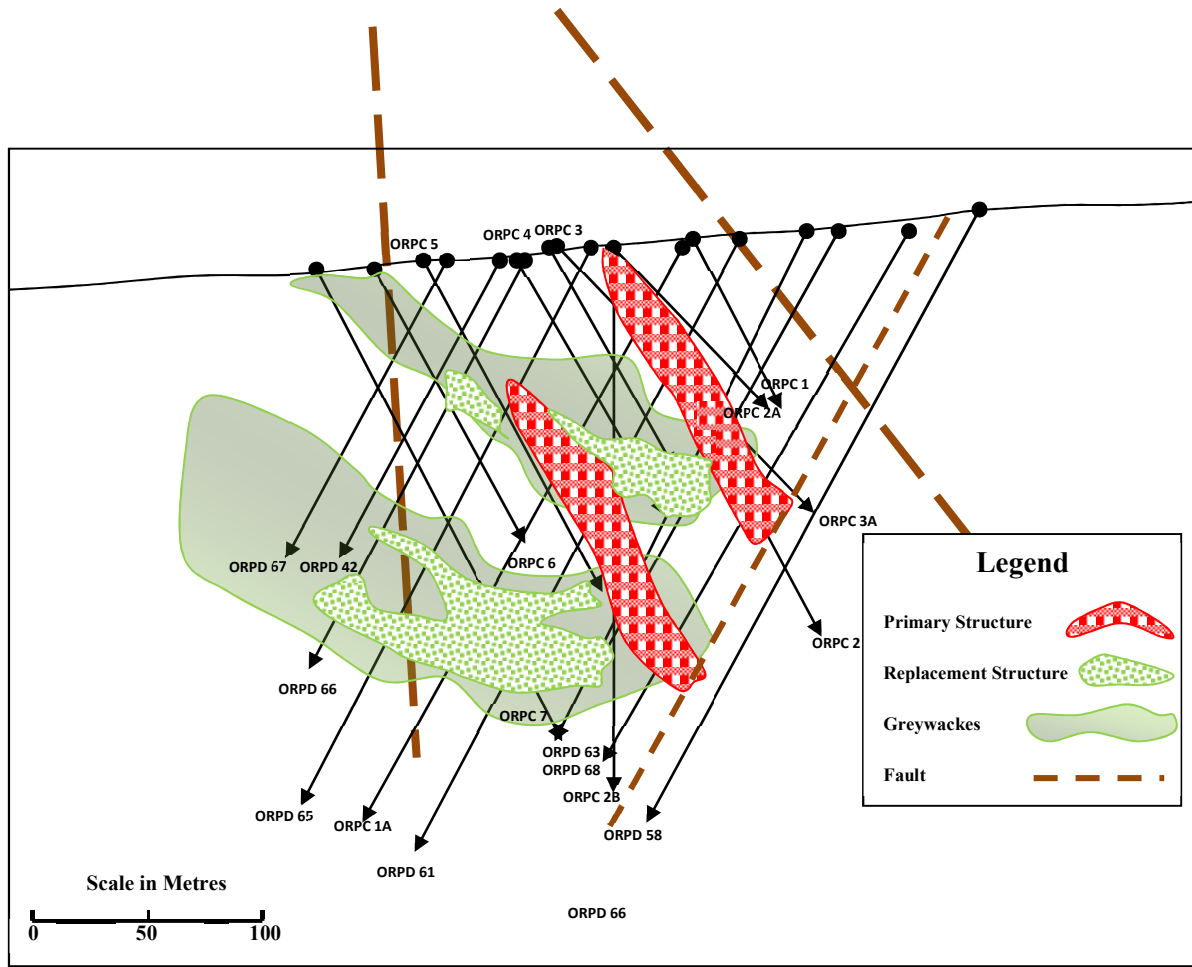 ORPC 3
ORPC 4
ORPC 5
ORPC 1
ORPC 2A
ORPC 3A
ORPD 67
ORPD 42
ORPC 6
ORPC 2
ORPD 66
ORPC 7
ORPD 63
ORPD 68
ORPC 2B
ORPD 65
ORPC 1A
ORPD 58
ORPD 61
ORPD 66
Legend
Primary Structure
Replacement Structure
Greywackes
Fault
Scale in Metres
0 50 100